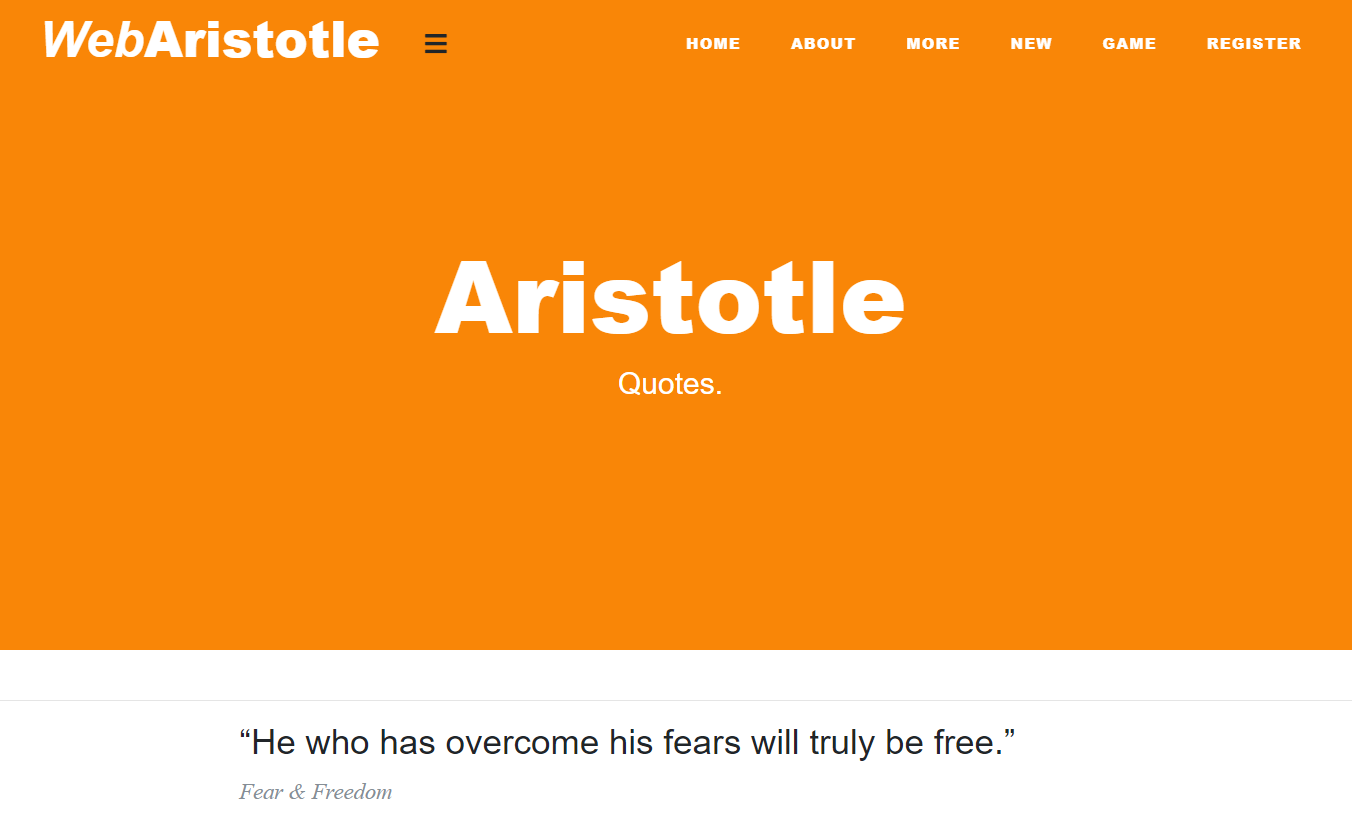 WebAristotle
HOME ABOUT MORE NEW GAME REGISTER
Aristotle
Quotes.
“He who has overcome his fears will truly be free.”
Fear & Freedom